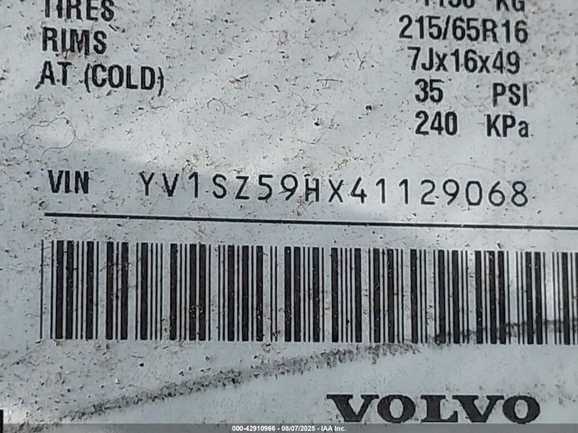 TIRES KG
RIMS 215/65R16
AT (COLD) 7Jx16x49
35 PSI
240 KPa
VIN YV1SZ59HX41129068
VOLVO
000-42910966 - 08/07/2025 - IAA Inc.